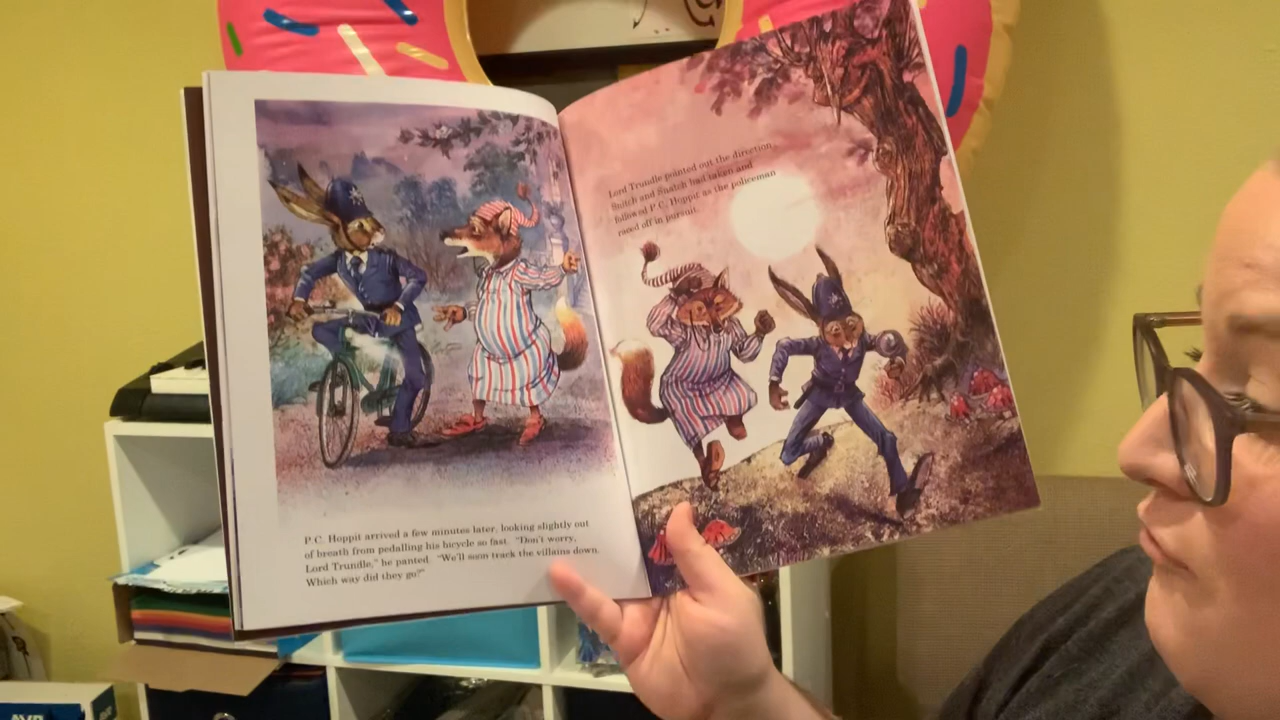 P.C. Hoppit arrived a few minutes later, looking slightly out
of breath from pedalling his bicycle so fast. "Don't worry,
Lord Trundle," he panted. "We'll soon track the villains down.
Which way did they go?"
Lord Trundle pointed out the direction
Snitch and Snatch had taken and
followed P.C. Hoppit as the policeman
raced off in pursuit.